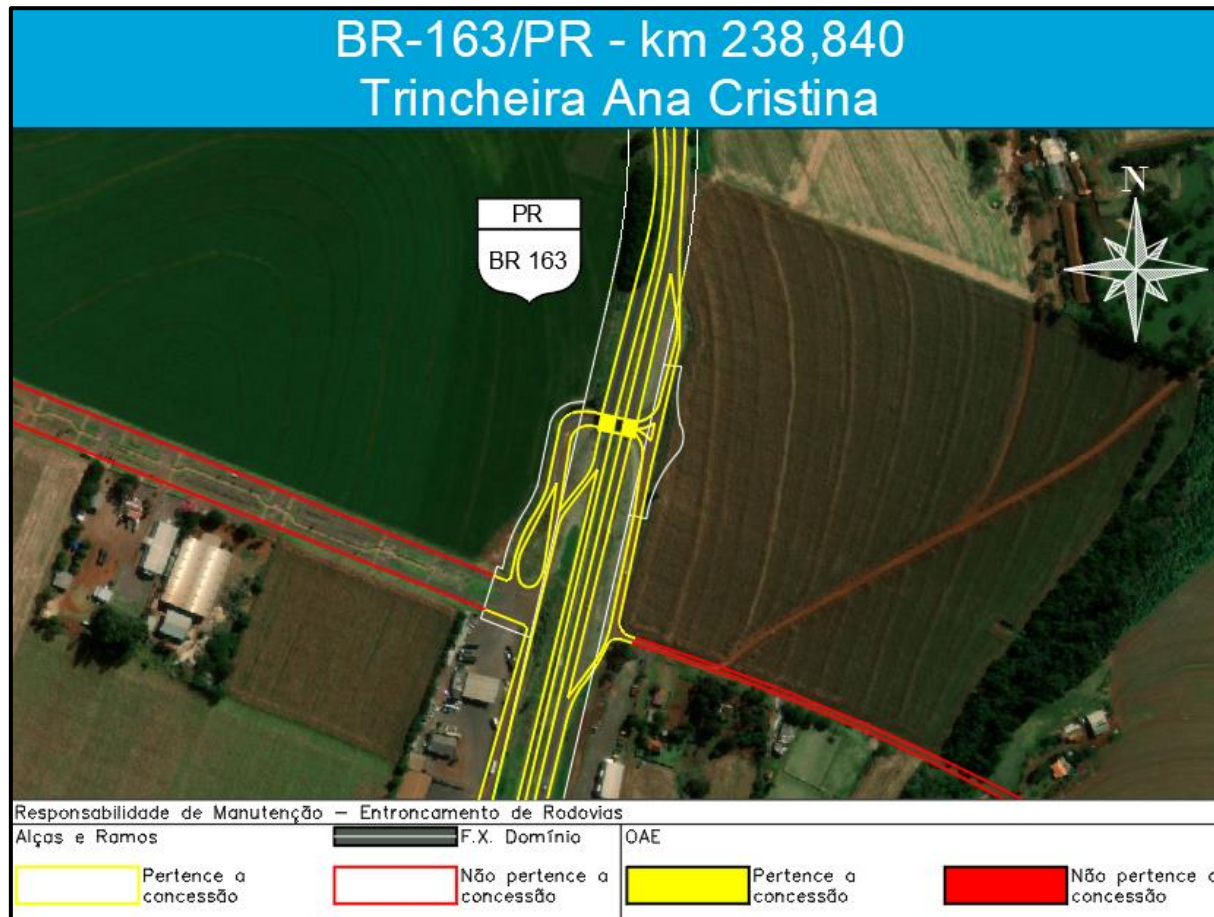 BR-163/PR - km 238,840
Trincheira Ana Cristina
PR
BR 163
N
Responsabilidade de Manutenção – Entroncamento de Rodovias
Alças e Ramos
F.X. Domínio
OAE
Pertence a
concessão
Não pertence a
concessão
Pertence a
concessão
Não pertence a
concessão